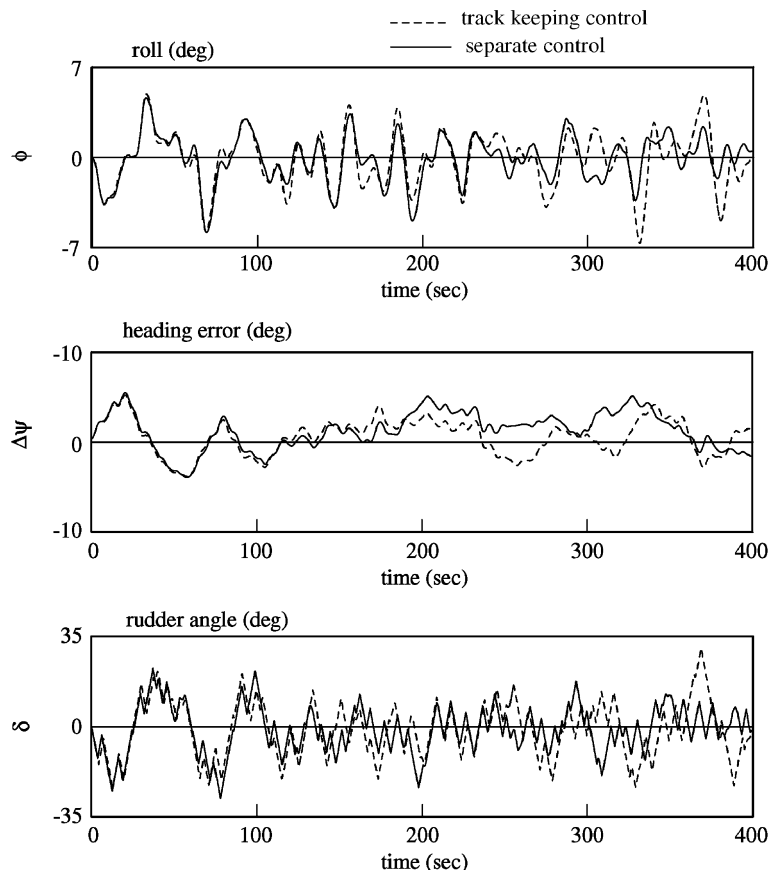 track keeping control
separate control
roll (deg)
7
ϕ
0
-7
0 100 200 300 400
time (sec)
heading error (deg)
-10
Δψ
0
-10
0 100 200 300 400
time (sec)
rudder angle (deg)
35
δ
0
-35
0 100 200 300 400
time (sec)